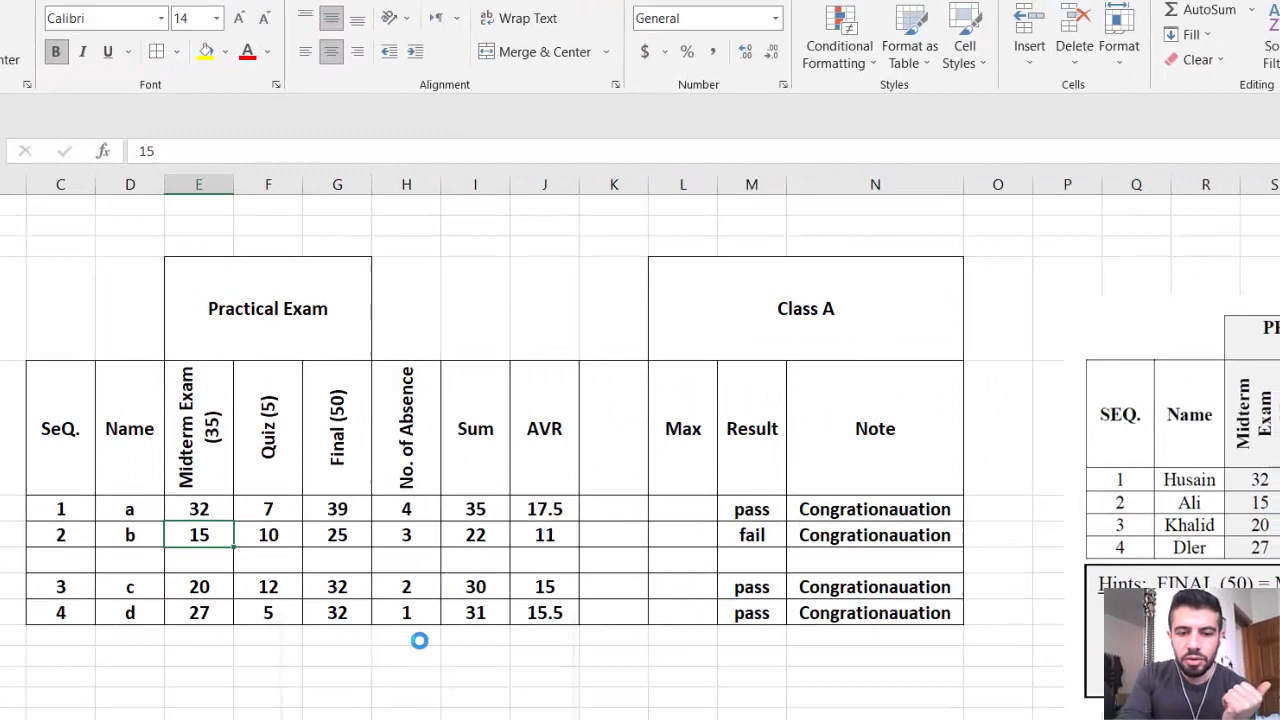 Calibri 14 Wrap Text General AutoSum
Conditional Formatting Format as Table Cell Styles Insert Delete Format Fill
B I U Merge & Center $ % Clear
Font Alignment Number Styles Cells Editing
fx 15
C D E F G H I J K L M N O P Q R S
Practical Exam Class A
SeQ. Name Midterm Exam (35) Quiz (5) Final (50) No. of Absence Sum AVR Max Result Note
1 a 32 7 39 4 35 17.5 pass Congrationauation
2 b 15 10 25 3 22 11 fail Congrationauation
3 c 20 12 32 2 30 15 pass Congrationauation
4 d 27 5 32 1 31 15.5 pass Congrationauation
SEQ. Name Midterm Exam
1 Husain 32
2 Ali 15
3 Khalid 20
4 Dler 27
Hints: FINAL (50) =